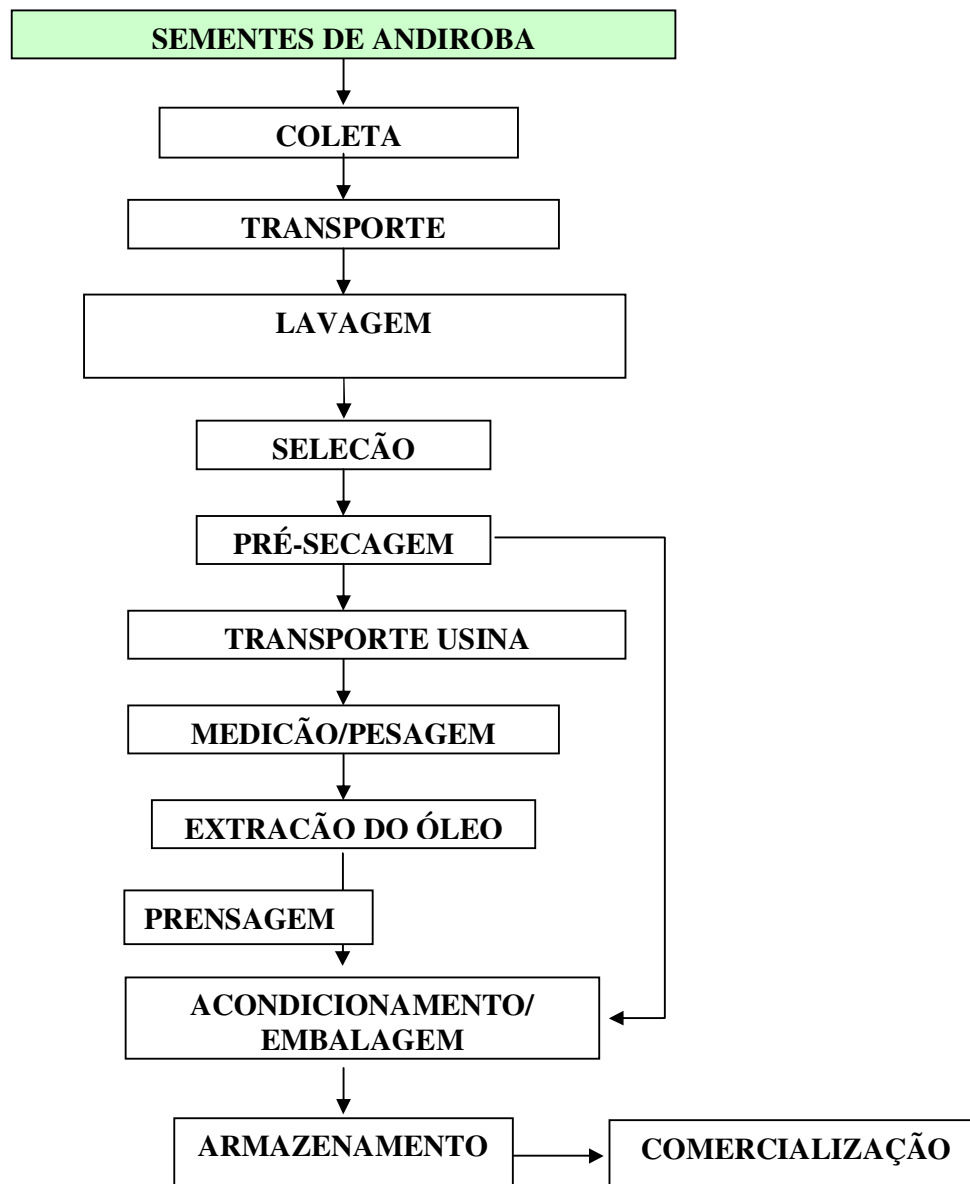 SEMENTES DE ANDIROBA
COLETA
TRANSPORTE
LAVAGEM
SELECÃO
PRÉ-SECAGEM
TRANSPORTE USINA
MEDICÃO/PESAGEM
EXTRACÃO DO ÓLEO
PRENSAGEM
ACONDICIONAMENTO/
EMBALAGEM
ARMAZENAMENTO
COMERCIALIZAÇÃO